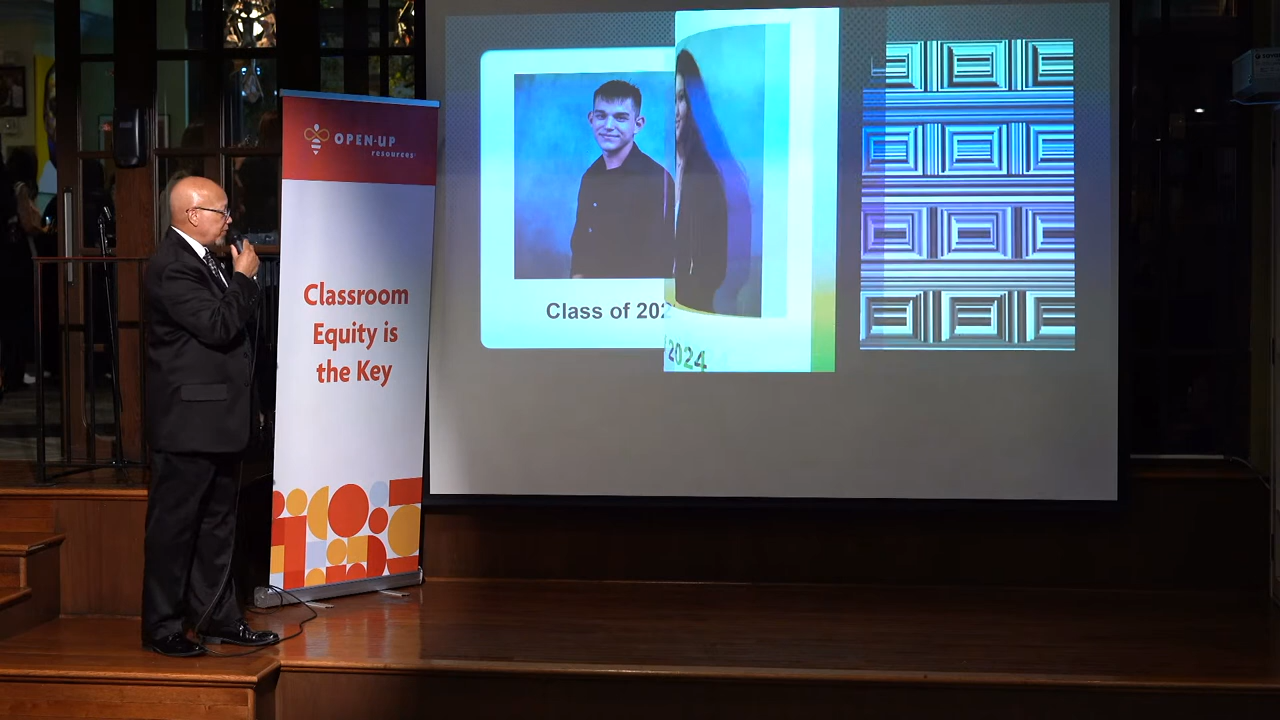 OPEN-UP
resources
Classroom
Equity is
the Key
Class of 202
2024